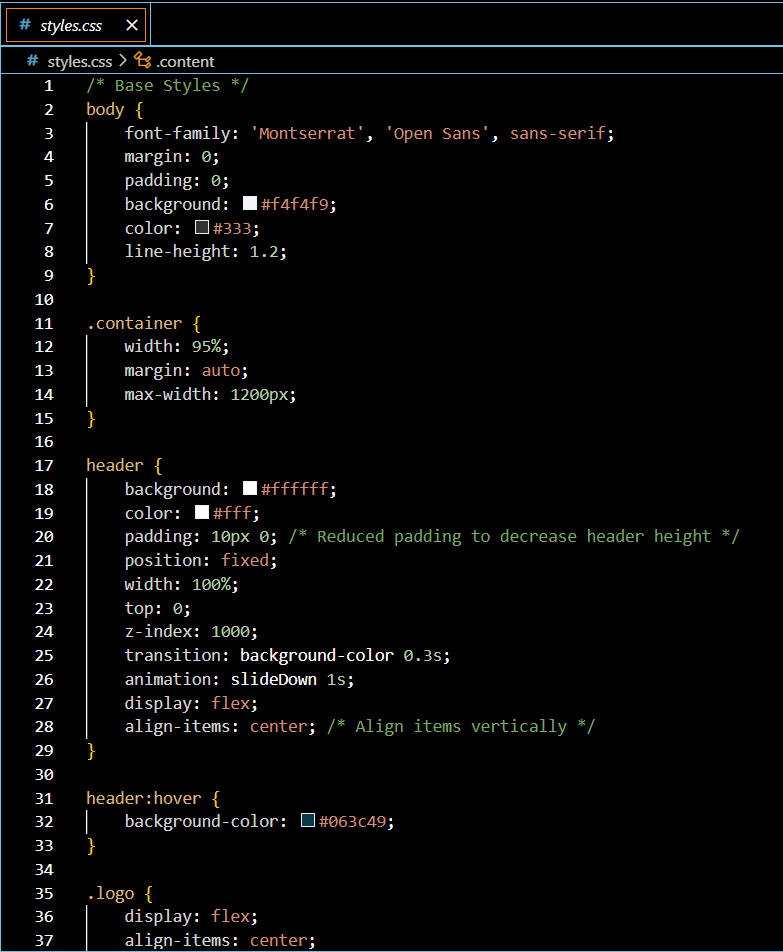 # styles.css ×
# styles.css > .content
1 /* Base Styles */
2 body {
3     font-family: 'Montserrat', 'Open Sans', sans-serif;
4     margin: 0;
5     padding: 0;
6     background: #f4f4f9;
7     color: #333;
8     line-height: 1.2;
9 }
10
11 .container {
12     width: 95%;
13     margin: auto;
14     max-width: 1200px;
15 }
16
17 header {
18     background: #ffffff;
19     color: #fff;
20     padding: 10px 0; /* Reduced padding to decrease header height */
21     position: fixed;
22     width: 100%;
23     top: 0;
24     z-index: 1000;
25     transition: background-color 0.3s;
26     animation: slideDown 1s;
27     display: flex;
28     align-items: center; /* Align items vertically */
29 }
30
31 header:hover {
32     background-color: #063c49;
33 }
34
35 .logo {
36     display: flex;
37     align-items: center;